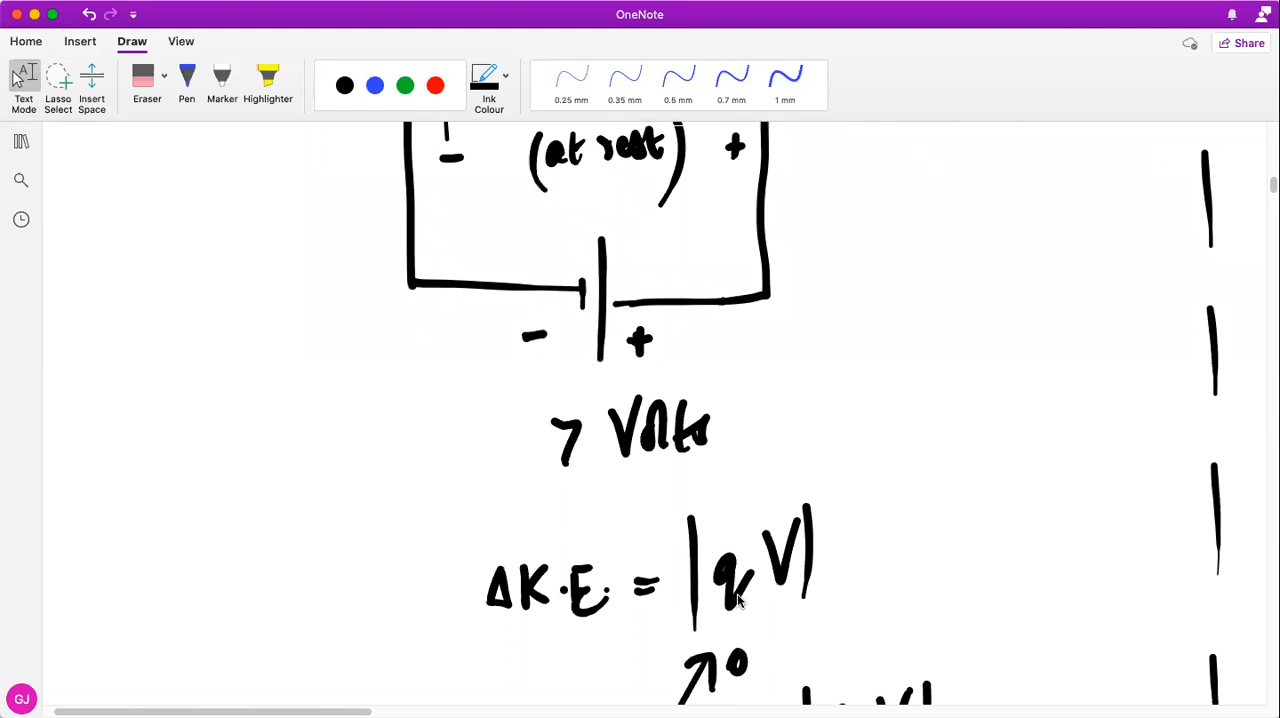 OneNote
Home Insert Draw View
Share
Text Mode
Lasso Select
Insert Space
Eraser
Pen
Marker
Highlighter
Ink Colour
0.25 mm
0.35 mm
0.5 mm
0.7 mm
1 mm
- (at rest) +
- +
7 Volts
ΔK.E. = |qV|
0
GJ